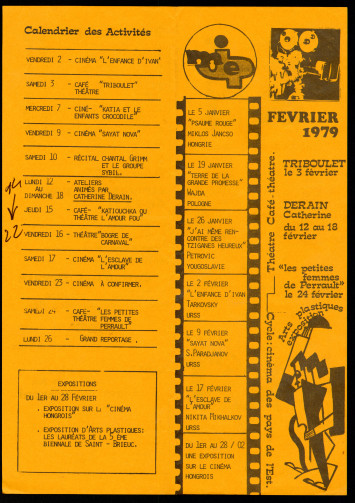 Calendrier des Activités
VENDREDI 2 - CINÉMA "L'ENFANCE D'IVAN"
SAMEDI 3 - CAFÉ "TRIBOULET"
THÉÂTRE
MERCREDI 7 - CINÉ- "KATIA ET LE
ENFANTS CROCODILE"
VENDREDI 9 - CINÉMA "SAYAT NOVA"
SAMEDI 10 - RÉCITAL CHANTAL GRIMM
ET LE GROUPE
SYBIL.
LUNDI 12 - ATELIERS
AU ANIMÉS PAR
DIMANCHE 18 CATHERINE DERAIN.
JEUDI 15 - CAFÉ- "KATIOUCHKA OU
THÉÂTRE L'AMOUR FOU"
VENDREDI 16 - THÉÂTRE "BOGRE DE
CARNAVAL"
SAMEDI 17 - CINÉMA "L'ESCLAVE DE
L'AMOUR"
VENDREDI 23 - CINÉMA À CONFIRMER.
SAMEDI 24 - CAFÉ- "LES PETITES
THÉÂTRE FEMMES DE
PERRAULT"
LUNDI 26 - GRAND REPORTAGE.
14
22
EXPOSITIONS
DU 1ER AU 28 FÉVRIER
. EXPOSITION SUR LE "CINÉMA
HONGROIS"
. EXPOSITION D'ARTS PLASTIQUES:
LES LAURÉATS DE LA 5 ÈME
BIENNALE DE SAINT - BRIEUC.
LE 5 JANVIER
"PSAUME ROUGE"
MIKLOS JANCSO
HONGRIE
LE 19 JANVIER
"TERRE DE LA
GRANDE PROMESSE"
WAJDA
POLOGNE
LE 26 JANVIER
"J'AI MÊME REN-
CONTRÉ DES
TZIGANES HEUREUX"
PETROVIC
YOUGOSLAVIE
LE 2 FÉVRIER
"L'ENFANCE D'IVAN
TARKOVSKY
URSS
LE 9 FÉVRIER
"SAYAT NOVA"
S.PARADJANOV
URSS
LE 17 FÉVRIER
"L'ESCLAVE DE
L'AMOUR"
NIKITA MIKHALKOV
URSS
DU 1ER AU 28 / 02
UNE EXPOSITION
SUR LE CINÉMA
HONGROIS
Théâtre Café-théâtre.
Cycle:cinéma des pays de l'Est.
FEVRIER
1979
TRIBOULET
le 3 février
DERAIN
Catherine
du 12 au 18
février
«les petites
femmes
de Perrault»
le 24 février
Arts plastiques
exposition